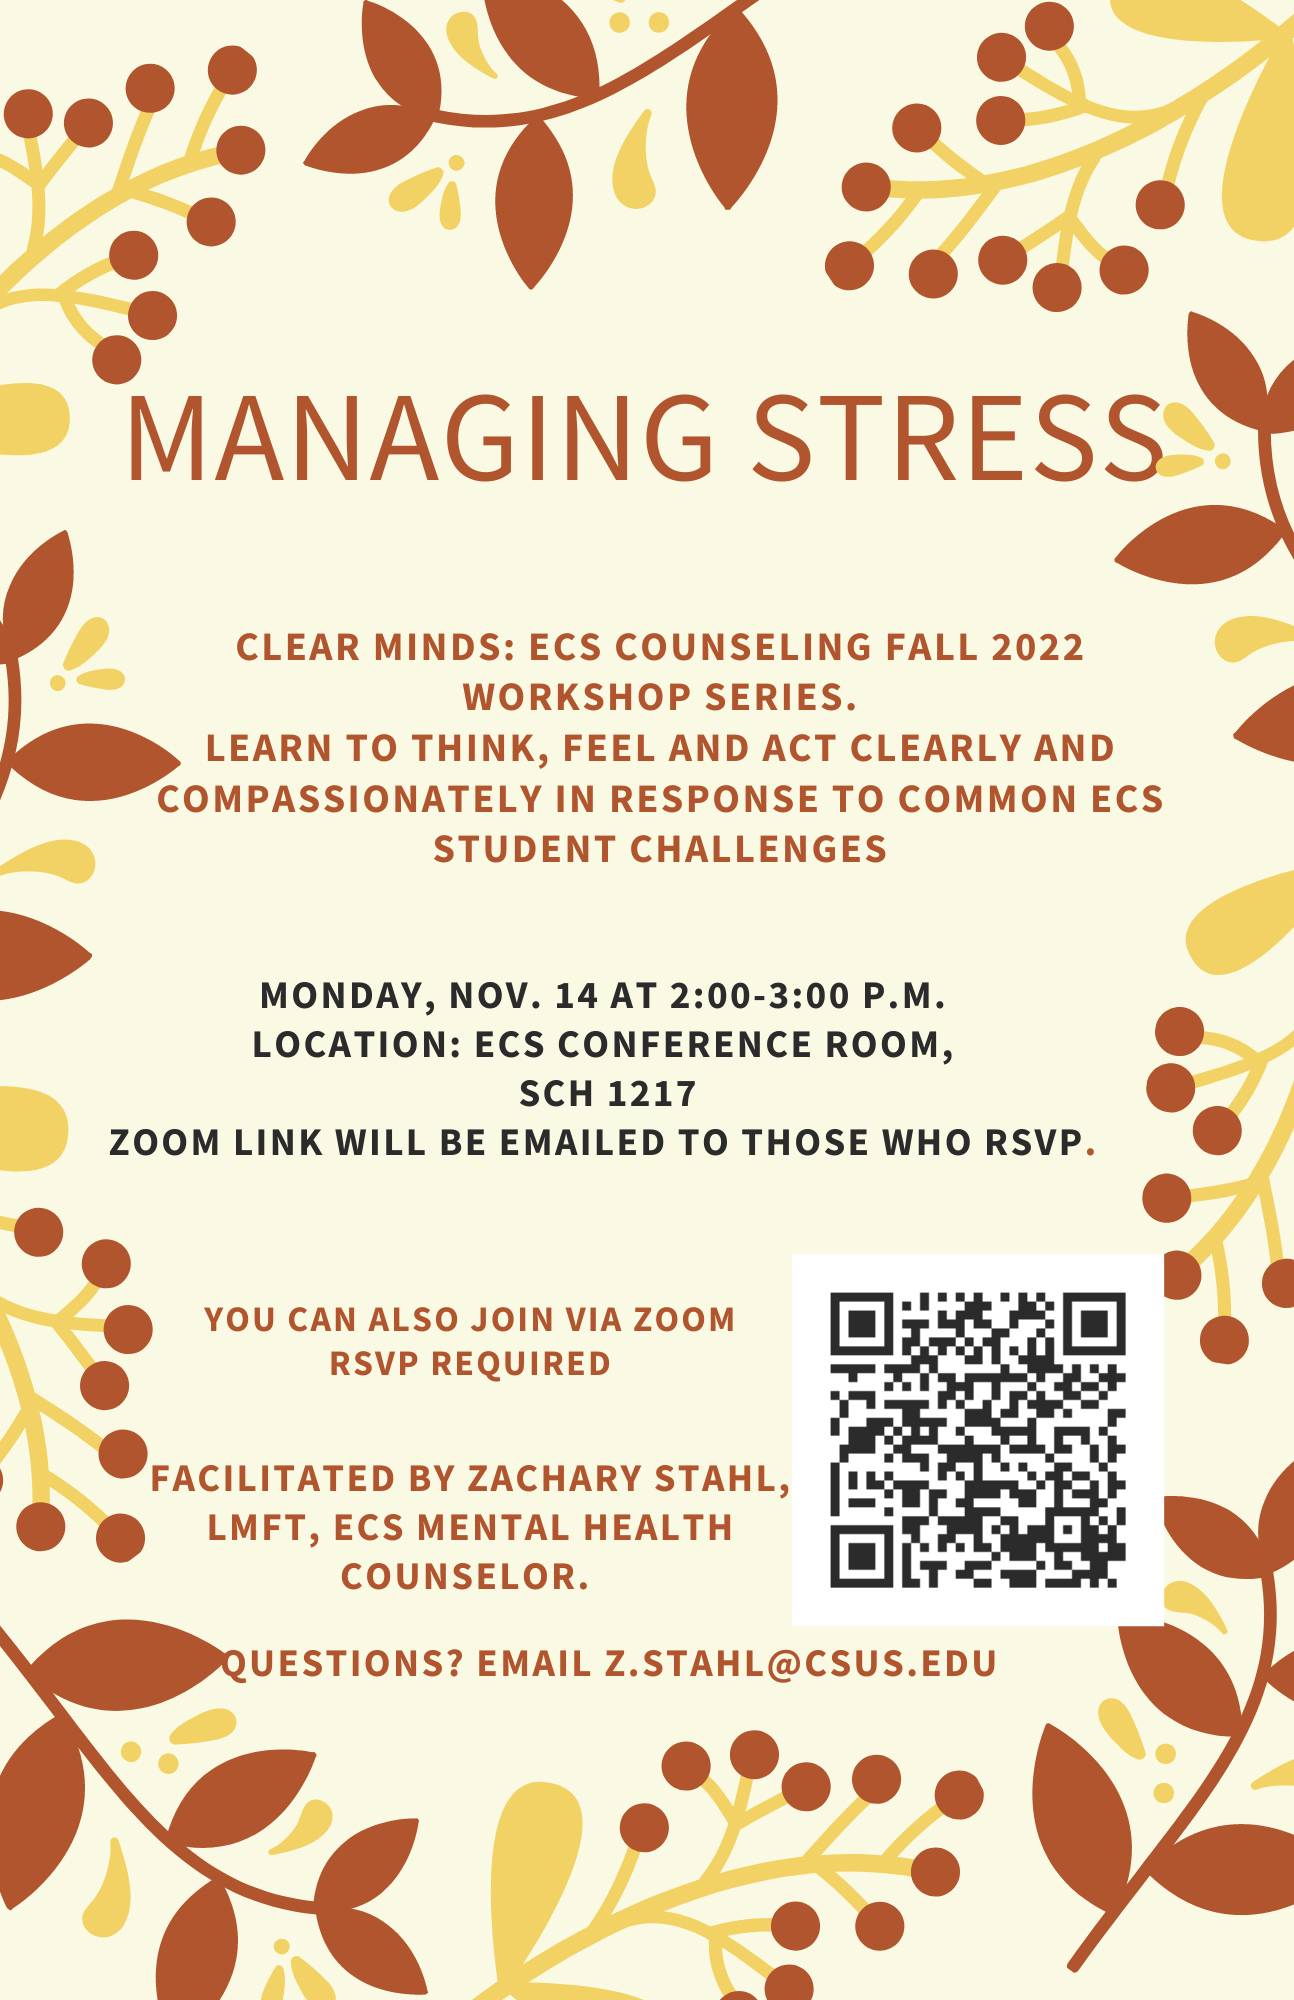 MANAGING STRESS
CLEAR MINDS: ECS COUNSELING FALL 2022
WORKSHOP SERIES.
LEARN TO THINK, FEEL AND ACT CLEARLY AND
COMPASSIONATELY IN RESPONSE TO COMMON ECS
STUDENT CHALLENGES
MONDAY, NOV. 14 AT 2:00-3:00 P.M.
LOCATION: ECS CONFERENCE ROOM,
SCH 1217
ZOOM LINK WILL BE EMAILED TO THOSE WHO RSVP.
YOU CAN ALSO JOIN VIA ZOOM
RSVP REQUIRED
FACILITATED BY ZACHARY STAHL,
LMFT, ECS MENTAL HEALTH
COUNSELOR.
QUESTIONS? EMAIL Z.STAHL@CSUS.EDU